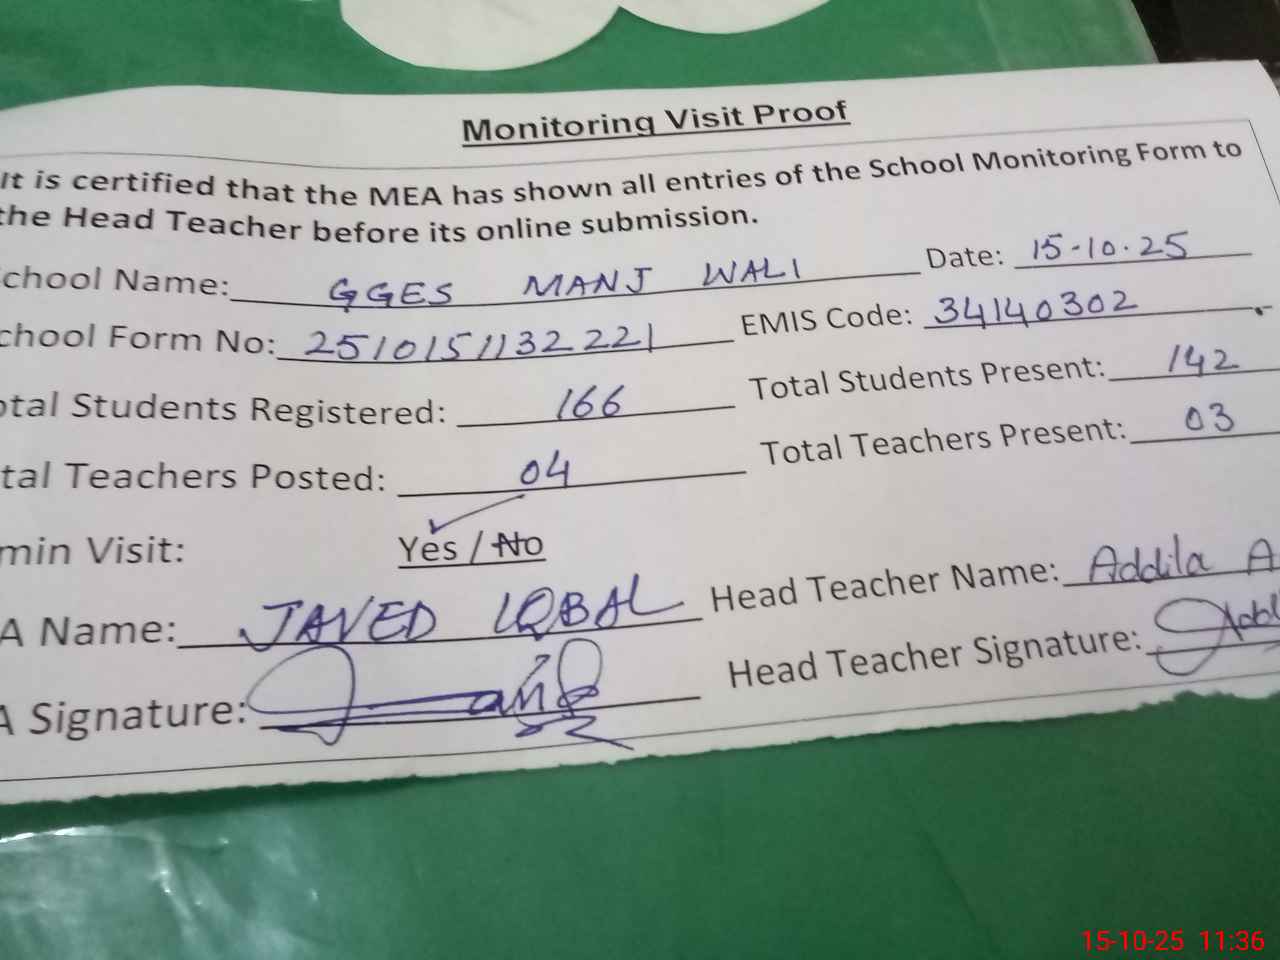 Monitoring Visit Proof
It is certified that the MEA has shown all entries of the School Monitoring Form to
the Head Teacher before its online submission.
chool Name: GGES MANJ WALI Date: 15-10.25
chool Form No: 2510151132221 EMIS Code: 34140302
otal Students Registered: 166 Total Students Present: 142
tal Teachers Posted: 04 Total Teachers Present: 03
min Visit: Yes / No
A Name: JAVED IQBAL Head Teacher Name: Addila A
A Signature: Head Teacher Signature:
15-10-25 11:36